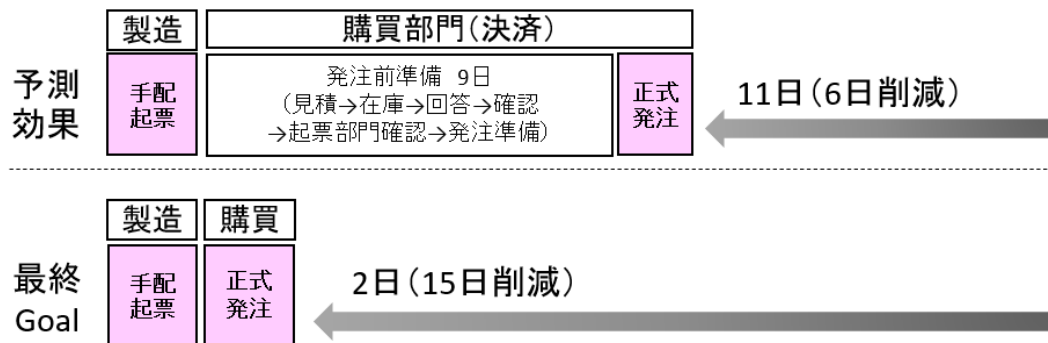 製造
購買部門（決済）
予測
効果
手配
起票
発注前準備 9日
（見積→在庫→回答→確認
→起票部門確認→発注準備）
正式
発注
11日（6日削減）
製造
購買
最終
Goal
手配
起票
正式
発注
2日（15日削減）